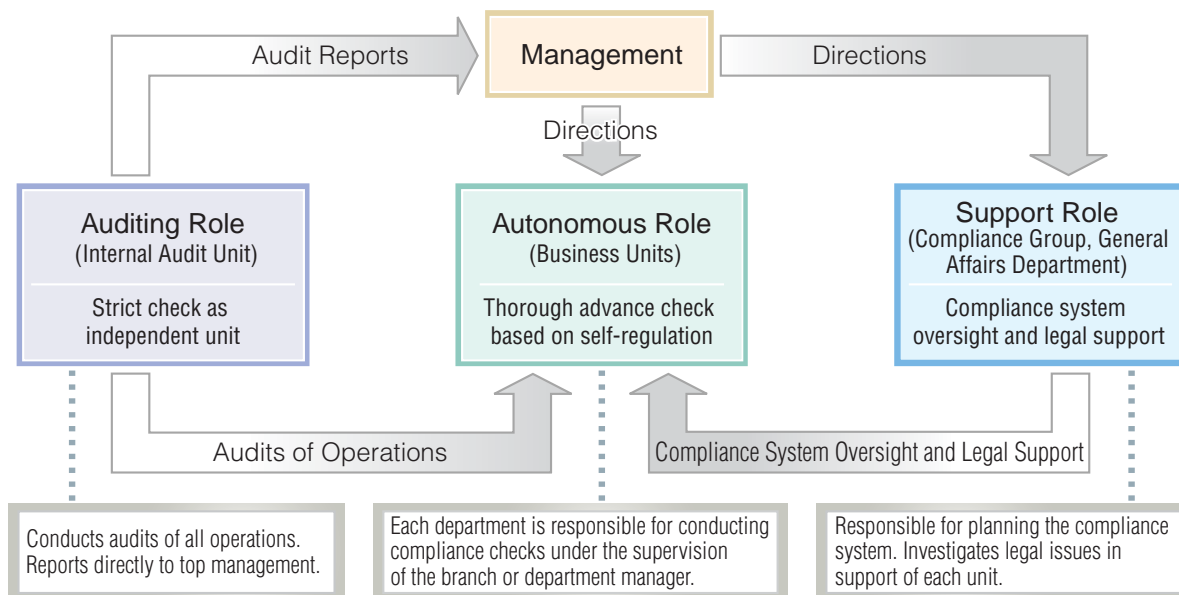 Audit Reports
Management
Directions
Directions
Auditing Role
(Internal Audit Unit)
Strict check as
independent unit
Autonomous Role
(Business Units)
Thorough advance check
based on self-regulation
Support Role
(Compliance Group, General
Affairs Department)
Compliance system
oversight and legal support
Audits of Operations
Compliance System Oversight and Legal Support
Conducts audits of all operations.
Reports directly to top management.
Each department is responsible for conducting
compliance checks under the supervision
of the branch or department manager.
Responsible for planning the compliance
system. Investigates legal issues in
support of each unit.